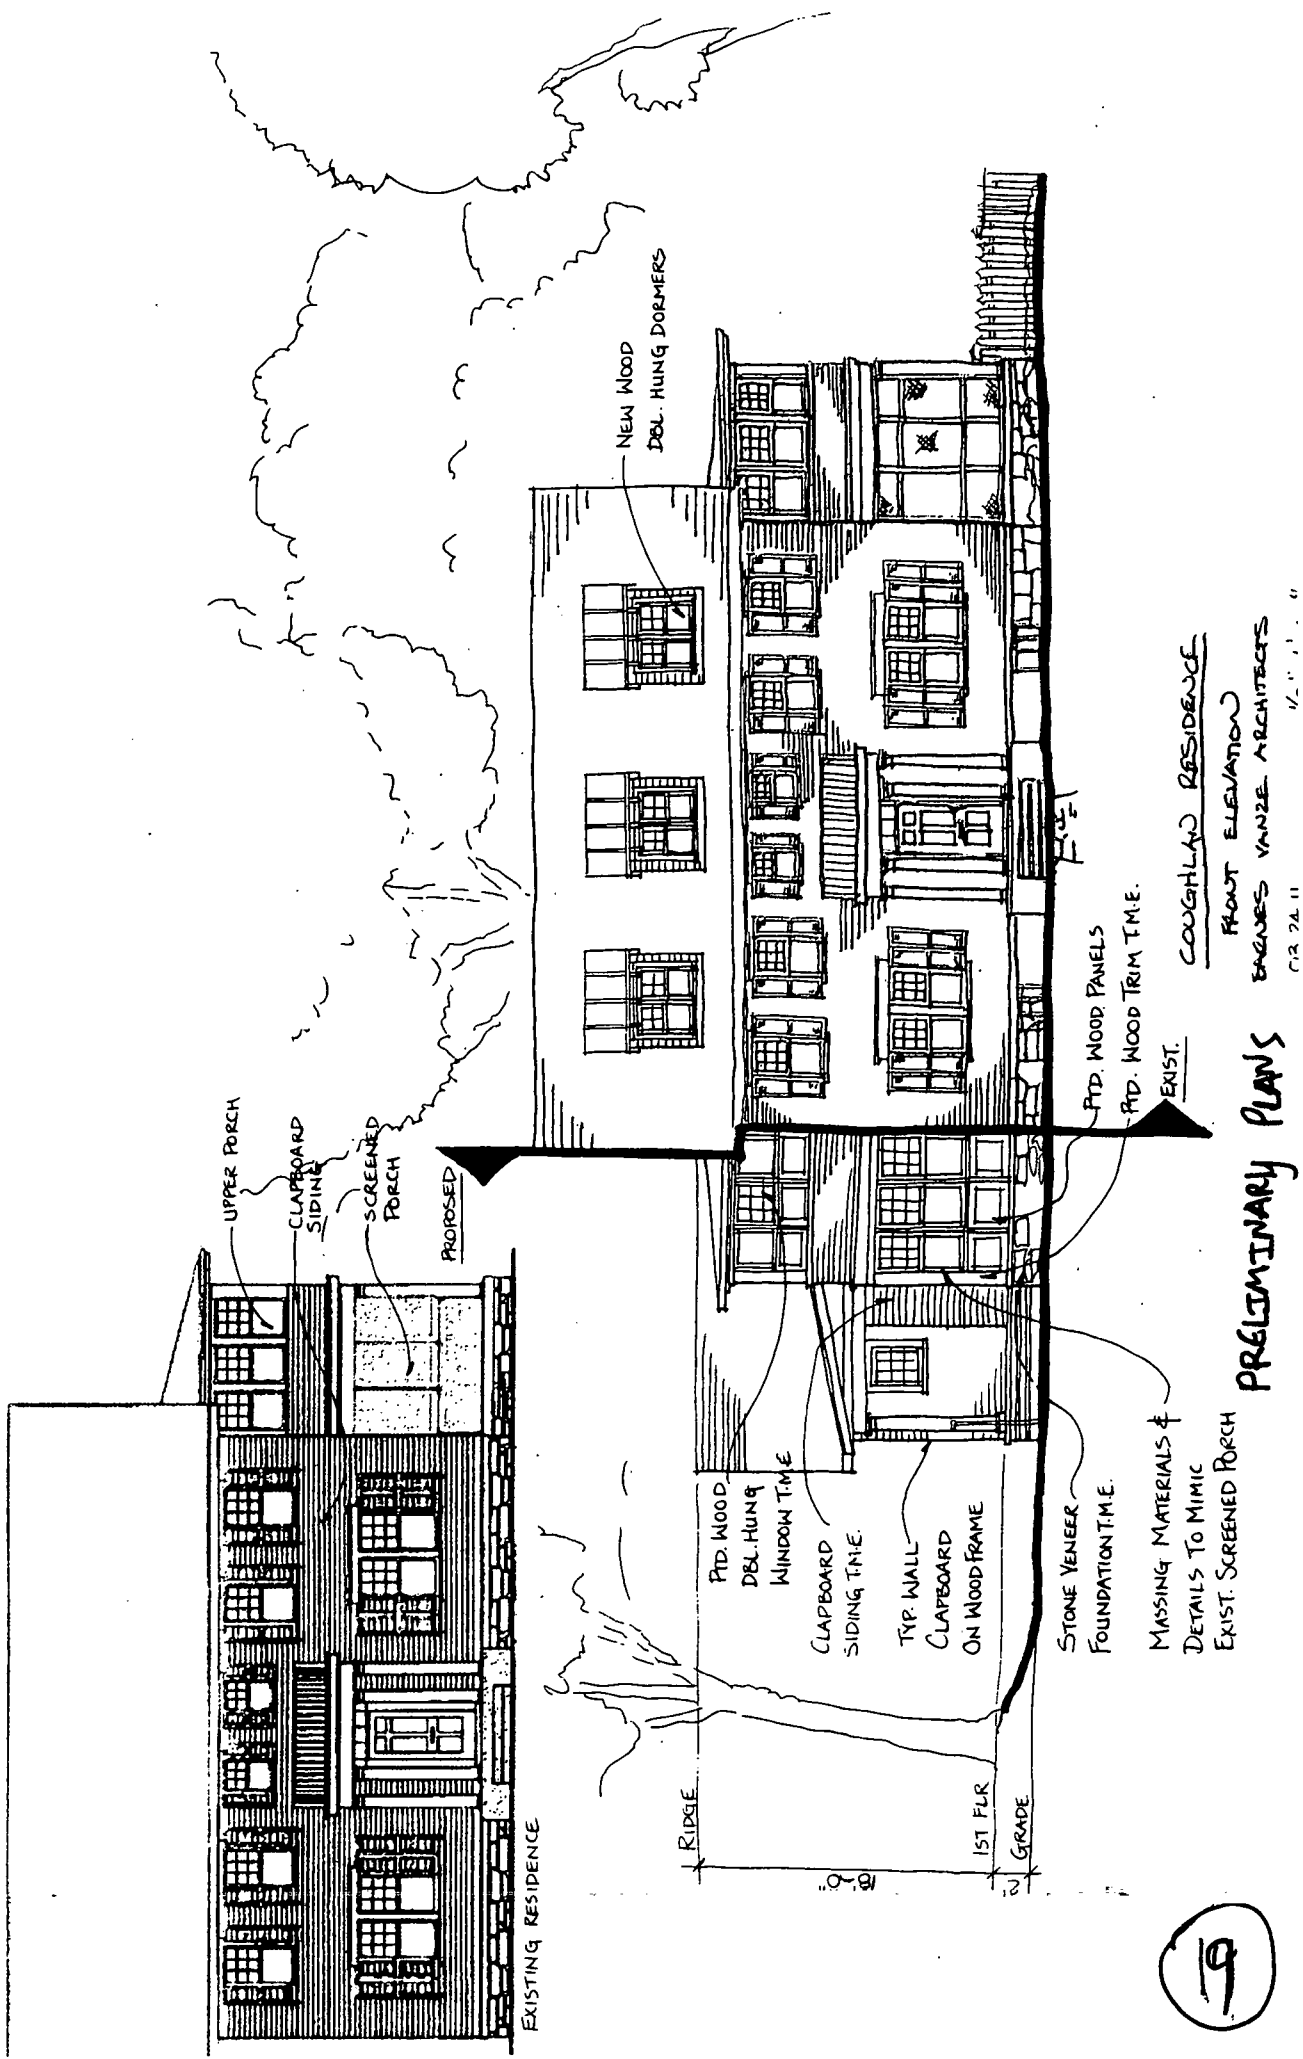 UPPER PORCH
CLAPBOARD
SIDING
SCREENED
PORCH
EXISTING RESIDENCE
PROPOSED
NEW WOOD
DBL. HUNG DORMERS
RIDGE
18'-0"
1ST FLR
GRADE
PTD. WOOD
DBL. HUNG
WINDOW T.M.E
CLAPBOARD
SIDING T.M.E.
TYP. WALL
CLAPBOARD
ON WOOD FRAME
STONE VENEER
FOUNDATION T.M.E.
MASSING MATERIALS &
DETAILS TO MIMIC
EXIST. SCREENED PORCH
PTD. WOOD PANELS
PTD. WOOD TRIM T.M.E.
EXIST.
COUGHLAN RESIDENCE
FRONT ELEVATION
BARNES VANZE ARCHITECTS
PRELIMINARY PLANS